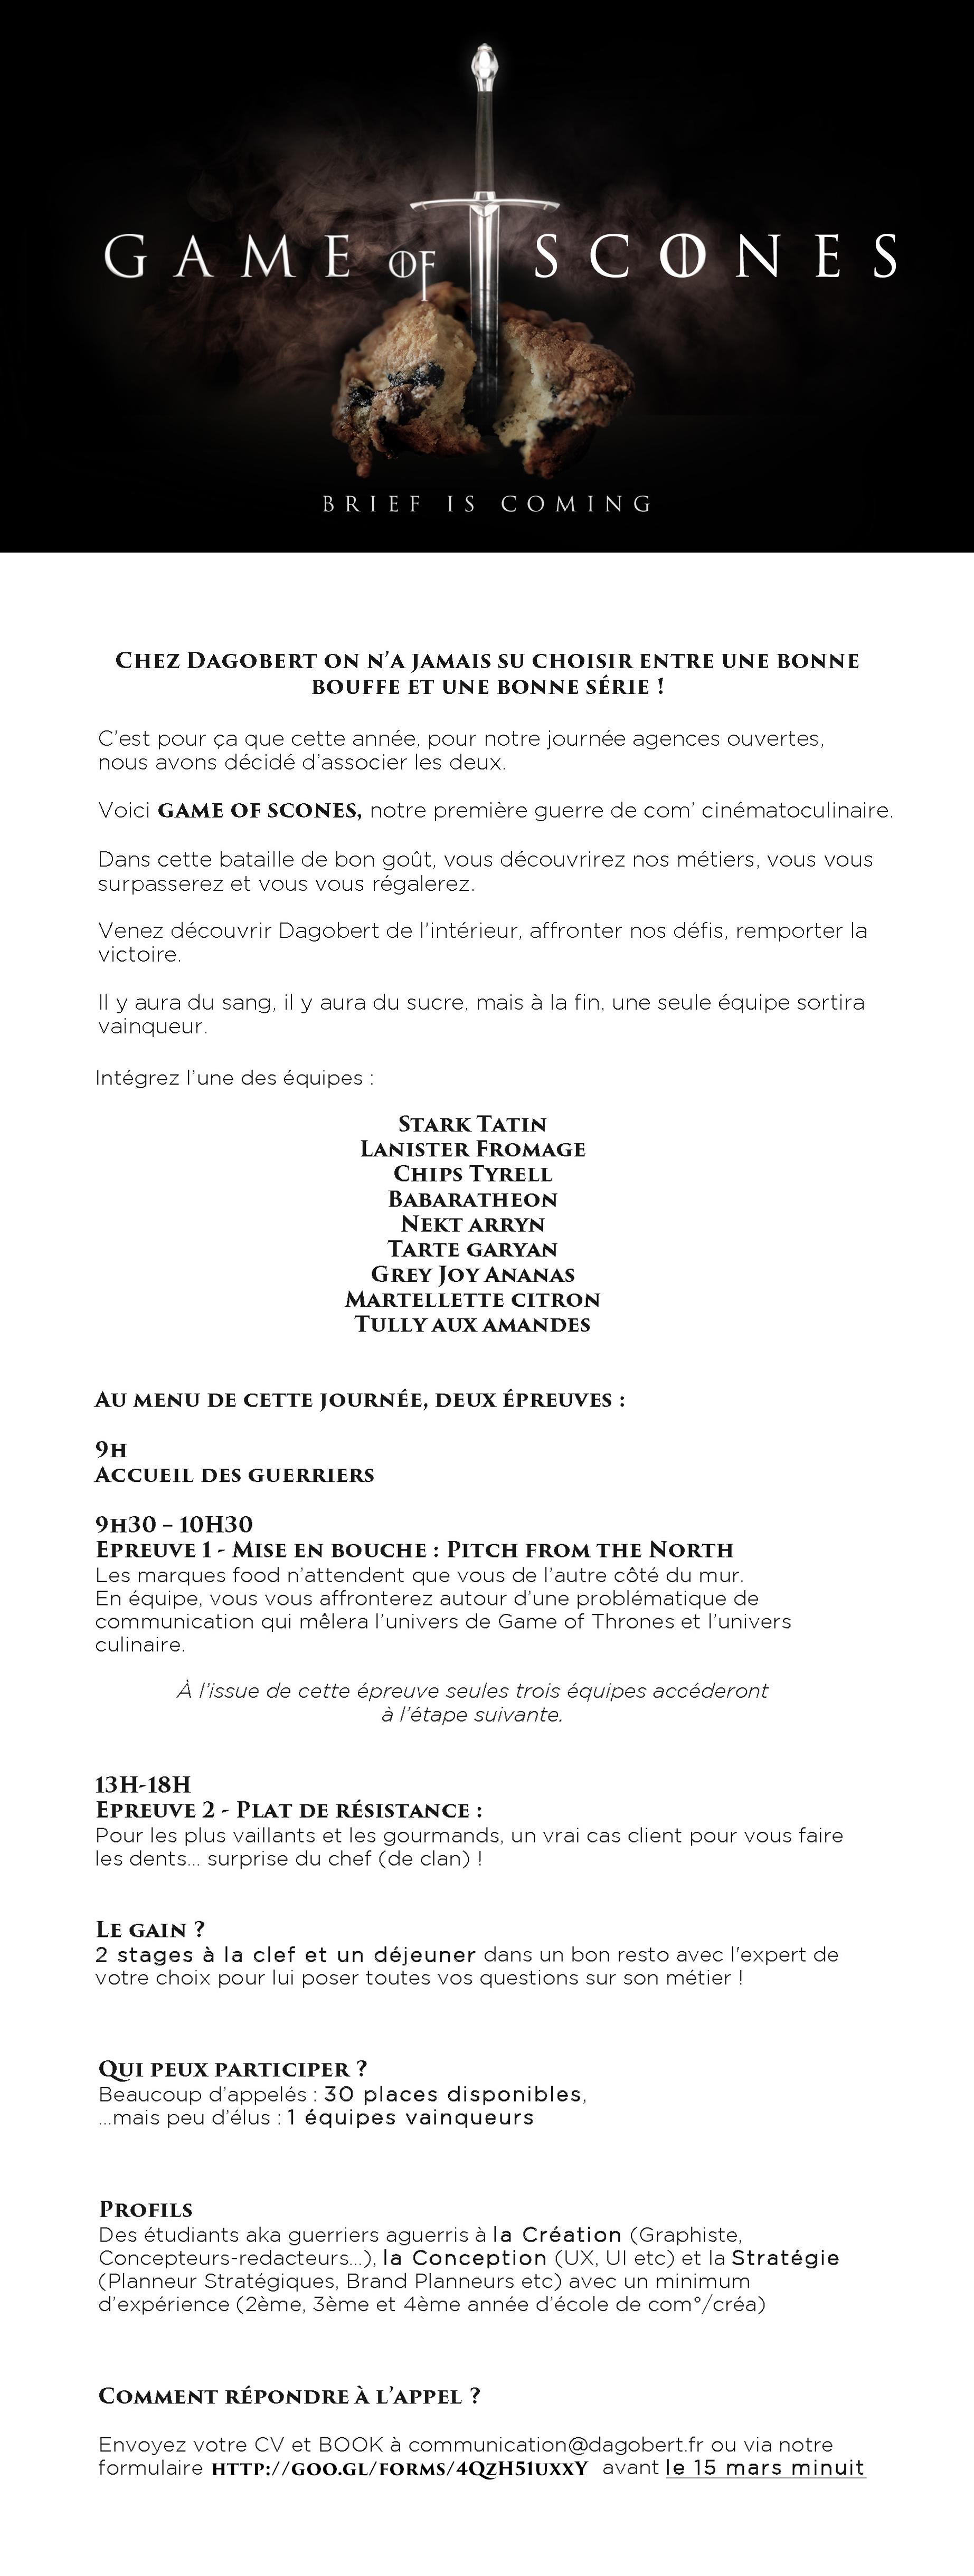 GAME OF SCONES
BRIEF IS COMING
Chez Dagobert on n’a jamais su choisir entre une bonne
bouffe et une bonne série !
C’est pour ça que cette année, pour notre journée agences ouvertes,
nous avons décidé d’associer les deux.
Voici GAME OF SCONES, notre première guerre de com’ cinématoculinaire.
Dans cette bataille de bon goût, vous découvrirez nos métiers, vous vous
surpasserez et vous vous régalerez.
Venez découvrir Dagobert de l’intérieur, affronter nos défis, remporter la
victoire.
Il y aura du sang, il y aura du sucre, mais à la fin, une seule équipe sortira
vainqueur.
Intégrez l’une des équipes :
Stark Tatin
Lanister Fromage
Chips Tyrell
Babaratheon
Nekt arryn
Tarte garyan
Grey Joy Ananas
Martellette citron
Tully aux amandes
Au menu de cette journée, deux épreuves :
9h
Accueil des guerriers
9h30 – 10H30
Epreuve 1 - Mise en bouche : Pitch from the North
Les marques food n’attendent que vous de l’autre côté du mur.
En équipe, vous vous affronterez autour d’une problématique de
communication qui mêlera l’univers de Game of Thrones et l’univers
culinaire.
À l’issue de cette épreuve seules trois équipes accéderont
à l’étape suivante.
13H-18H
Epreuve 2 - Plat de résistance :
Pour les plus vaillants et les gourmands, un vrai cas client pour vous faire
les dents... surprise du chef (de clan) !
Le gain ?
2 stages à la clef et un déjeuner dans un bon resto avec l'expert de
votre choix pour lui poser toutes vos questions sur son métier !
Qui peux participer ?
Beaucoup d’appelés : 30 places disponibles,
...mais peu d’élus : 1 équipes vainqueurs
Profils
Des étudiants aka guerriers aguerris à la Création (Graphiste,
Concepteurs-redacteurs...), la Conception (UX, UI etc) et la Stratégie
(Planneur Stratégiques, Brand Planneurs etc) avec un minimum
d’expérience (2ème, 3ème et 4ème année d’école de com°/créa)
Comment répondre à l’appel ?
Envoyez votre CV et BOOK à communication@dagobert.fr ou via notre
formulaire http://goo.gl/forms/4QzH51uxxY avant le 15 mars minuit